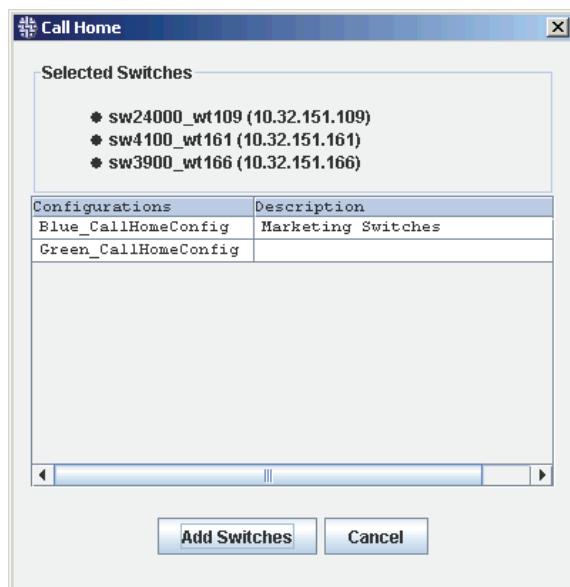 Call Home
Selected Switches
sw24000_wt109 (10.32.151.109)
sw4100_wt161 (10.32.151.161)
sw3900_wt166 (10.32.151.166)
Configurations Description
Blue_CallHomeConfig Marketing Switches
Green_CallHomeConfig
Add Switches Cancel